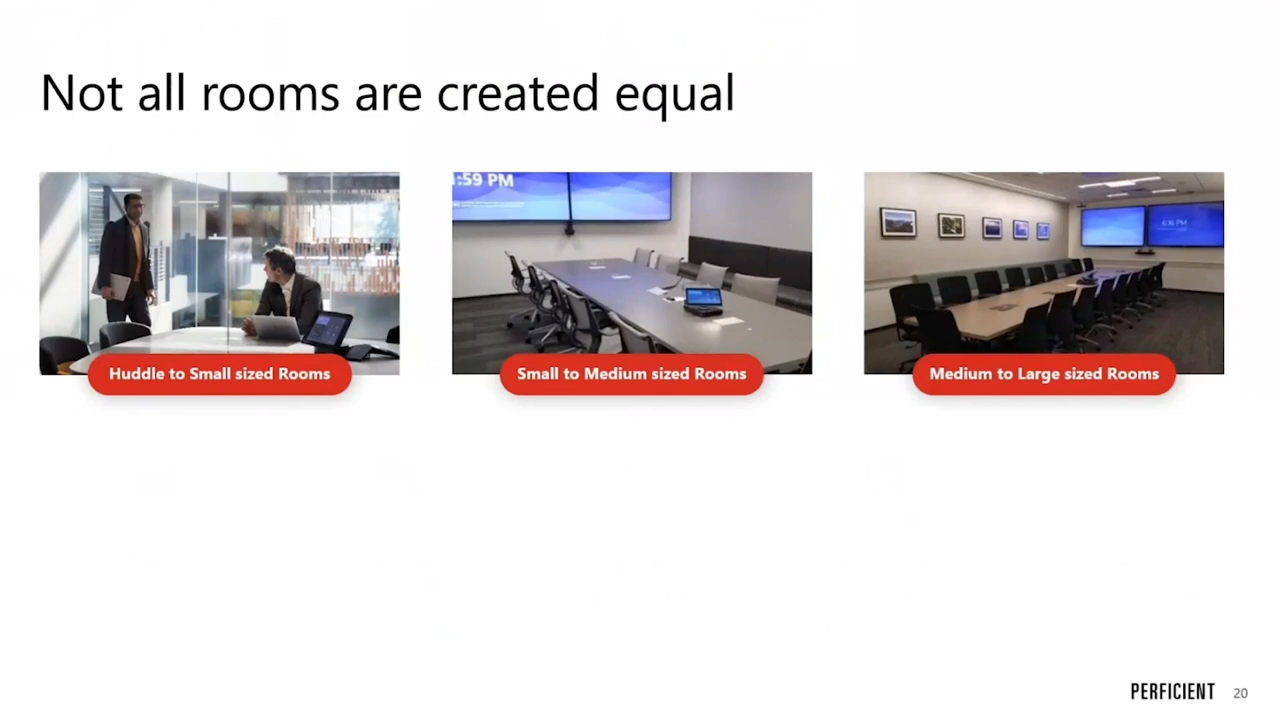 Not all rooms are created equal
:59 PM
Huddle to Small sized Rooms
Small to Medium sized Rooms
Medium to Large sized Rooms
PERFICIENT 20